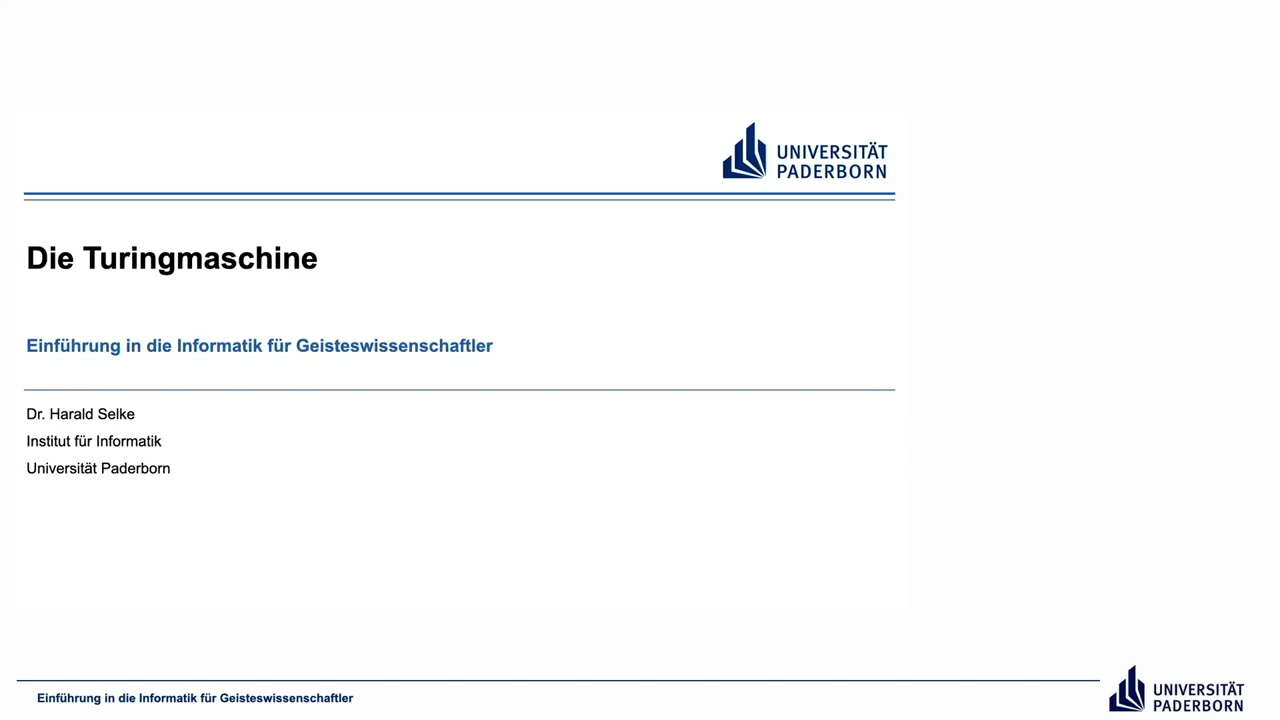 UNIVERSITÄT
PADERBORN
Die Turingmaschine
Einführung in die Informatik für Geisteswissenschaftler
Dr. Harald Selke
Institut für Informatik
Universität Paderborn
Einführung in die Informatik für Geisteswissenschaftler
UNIVERSITÄT
PADERBORN